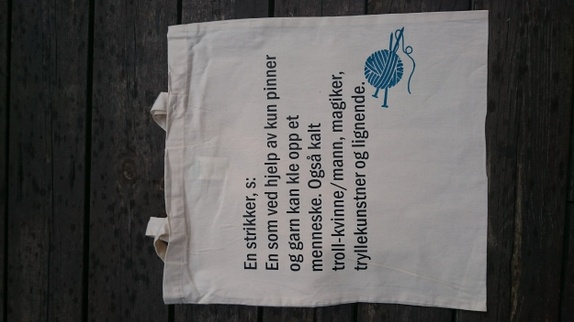 En strikker, s:
En som ved hjelp av kun pinner
og garn kan kle opp et
menneske. Også kalt
troll-kvinne/mann, magiker,
tryllekunstner og lignende.